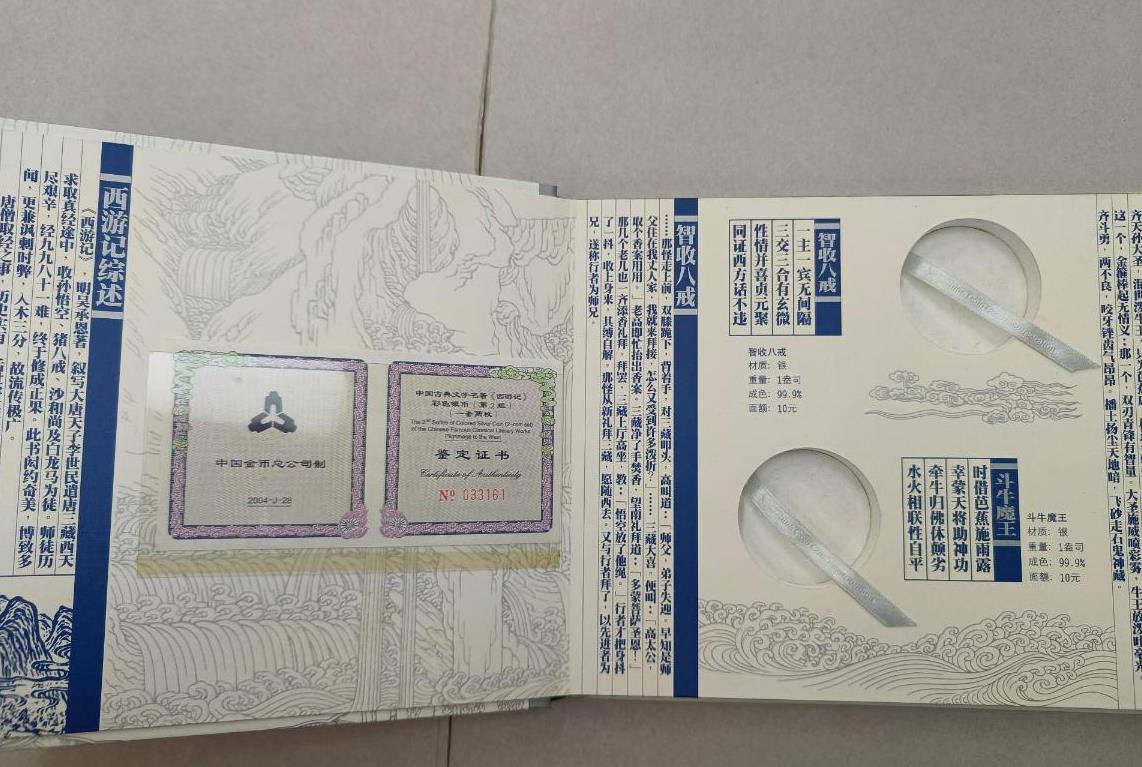 西游记综述
《西游记》，明吴承恩著，叙写大唐天子李世民遣唐三藏西天
求取真经途中，收孙悟空、猪八戒、沙和尚及白龙马为徒。师徒历
尽艰辛，经九九八十一难，终于修成正果。此书闳约奇美，博致多
闻，更兼讽刺时弊，入木三分，故流传极广。
中国金币总公司制
2004-J-28
中国古典文学名著《西游记》
彩色银币（第2组）
（一套两枚）
The 2nd Series of Colored Silver Coin (2-coin set)
of the Chinese Famous Classical Literary Works
Pilgrimage to the West
鉴定证书
Certificate of Authenticity
№ 033161
智收八戒
……那怪走上前，双膝跪下，背着手，对三藏叩头，高叫道：「师父，弟子失迎。早知是师
父住在我丈人家，我就来拜接，怎么又受到许多泼折？」……三藏大喜。便叫：「高太公，
取个香案用用。」老高即忙抬出香案。三藏净了手焚香，望南礼拜道：「多蒙菩萨圣恩！」
那几个老儿也一齐添香礼拜。拜罢，三藏上厅高坐，教：「悟空放了他绳。」行者才把身抖
了一抖，收上身来，其缚自解。那怪从新礼拜三藏，愿随西去。又与行者拜了，以先进者为
兄，遂称行者为师兄。
智收八戒
一主一宾无间隔
三交三合有玄微
性情并喜贞元聚
同证西方话不违
智收八戒
材质：银
重量：1盎司
成色：99.9%
面额：10元
斗牛魔王
时借芭蕉施雨露
幸蒙天将助神功
牵牛归佛休颠劣
水火相联性自平
斗牛魔王
材质：银
重量：1盎司
成色：99.9%
面额：10元
这一个，金箍棒起无情义；那一个，双刃青锋有智量。大圣施威喷彩雾，牛王放泼吐毫
齐斗勇，两不良，咬牙锉齿气昂昂。播土扬尘天地暗，飞砂走石鬼神藏。